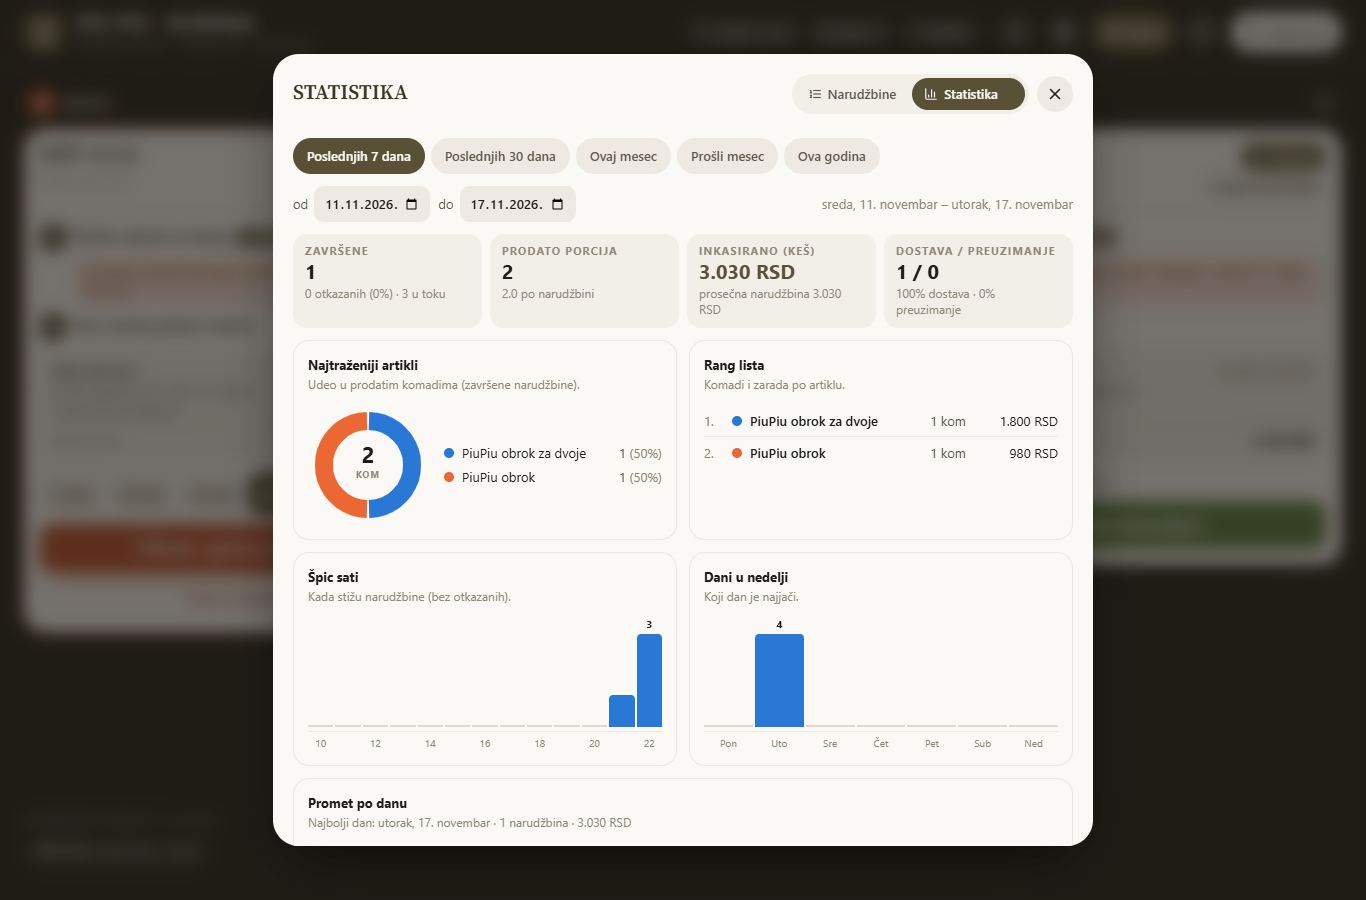 STATISTIKA
Narudžbine
Statistika
Poslednjih 7 dana
Poslednjih 30 dana
Ovaj mesec
Prošli mesec
Ova godina
od 11.11.2026. do 17.11.2026.
sreda, 11. novembar – utorak, 17. novembar
ZAVRŠENE
1
0 otkazanih (0%) · 3 u toku
PRODATO PORCIJA
2
2.0 po narudžbini
INKASIRANO (KEŠ)
3.030 RSD
prosečna narudžbina 3.030
RSD
DOSTAVA / PREUZIMANJE
1 / 0
100% dostava · 0%
preuzimanje
Najtraženiji artikli
Udeo u prodatim komadima (završene narudžbine).
2
KOM
PiuPiu obrok za dvoje 1 (50%)
PiuPiu obrok 1 (50%)
Rang lista
Komadi i zarada po artiklu.
1. PiuPiu obrok za dvoje 1 kom 1.800 RSD
2. PiuPiu obrok 1 kom 980 RSD
Špic sati
Kada stižu narudžbine (bez otkazanih).
3
10 12 14 16 18 20 22
Dani u nedelji
Koji dan je najjači.
4
Pon Uto Sre Čet Pet Sub Ned
Promet po danu
Najbolji dan: utorak, 17. novembar · 1 narudžbina · 3.030 RSD